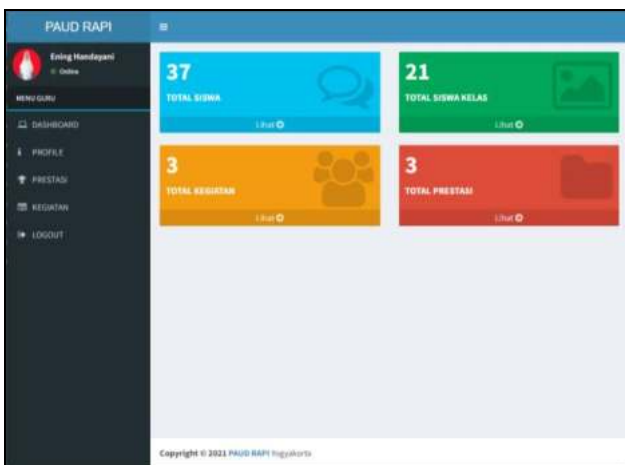 PAUD RAPI
Ening Handayani
Online
MENU GURU
DASHBOARD
PROFILE
PRESTASI
KEGIATAN
LOGOUT
37
TOTAL SISWA
Lihat
21
TOTAL SISWA KELAS
Lihat
3
TOTAL KEGIATAN
Lihat
3
TOTAL PRESTASI
Lihat
Copyright © 2021 PAUD RAPI Yogyakarta